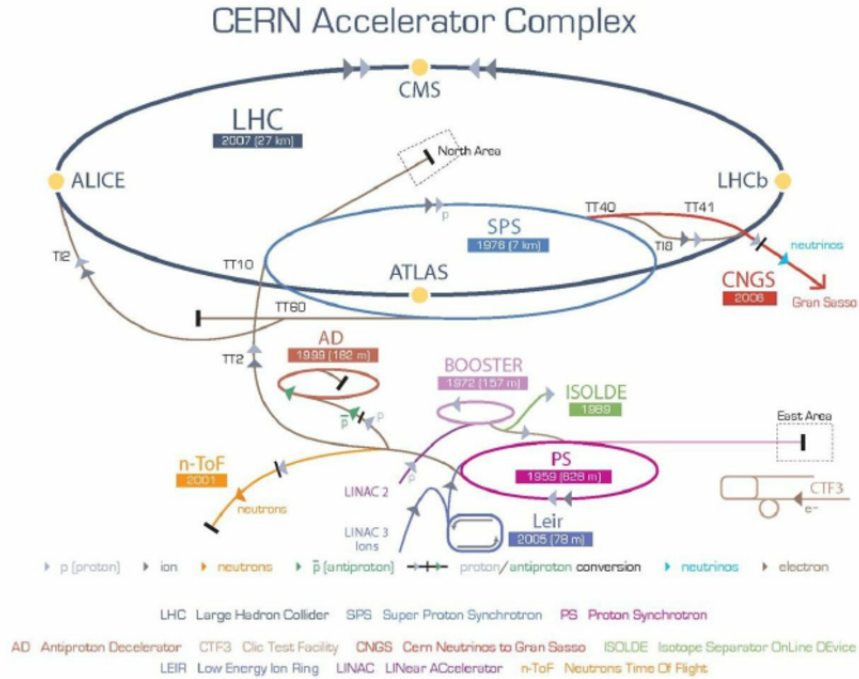 CERN Accelerator Complex
CMS
LHC
2007 (27 km)
North Area
ALICE
LHCb
TT40
TT41
SPS
1976 (7 km)
p
TI8
neutrinos
TI2
TT10
ATLAS
CNGS
2006
Gran Sasso
TT60
AD
1999 (182 m)
TT2
BOOSTER
1972 (157 m)
ISOLDE
1989
p̅
p
East Area
n-ToF
2001
LINAC 2
p
PS
1959 (628 m)
CTF3
e-
neutrons
LINAC 3
Ions
Leir
2005 (78 m)
p (proton) ion neutrons p̅ (antiproton) proton/antiproton conversion neutrinos electron
LHC Large Hadron Collider SPS Super Proton Synchrotron PS Proton Synchrotron
AD Antiproton Decelerator CTF3 Clic Test Facility CNGS Cern Neutrinos to Gran Sasso ISOLDE Isotope Separator OnLine DEvice
LEIR Low Energy Ion Ring LINAC LINear ACcelerator n-ToF Neutrons Time Of Flight